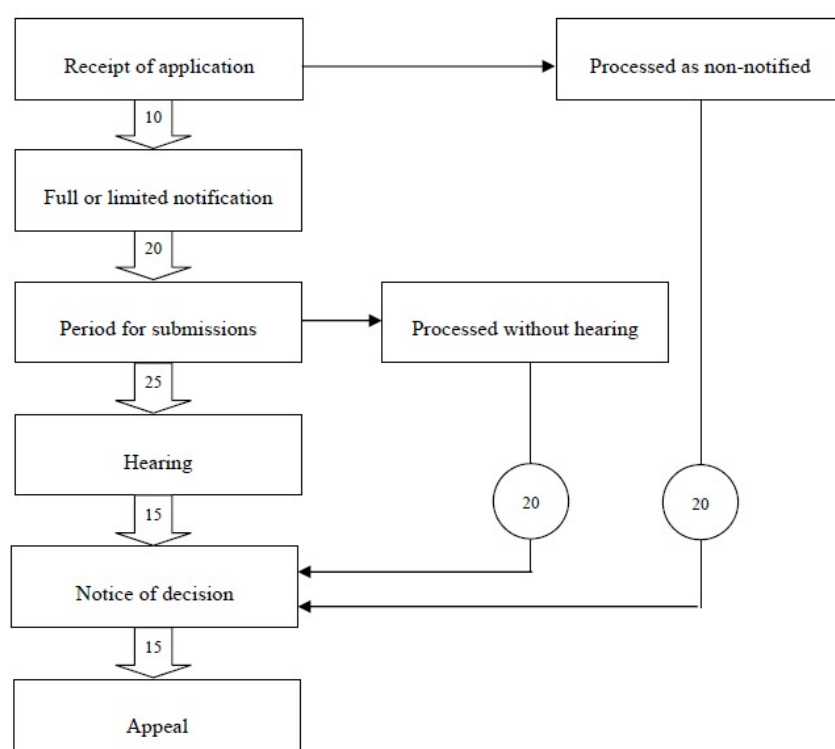 Receipt of application
Processed as non-notified
10
Full or limited notification
20
Period for submissions
Processed without hearing
25
Hearing
20
20
15
Notice of decision
15
Appeal